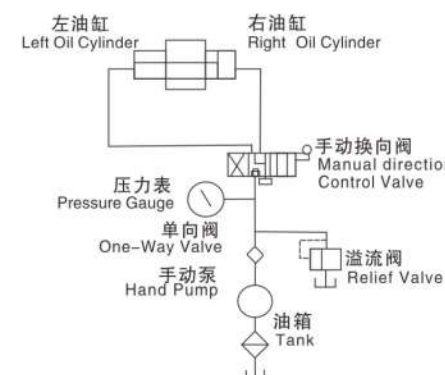 左油缸
Left Oil Cylinder
右油缸
Right Oil Cylinder
手动换向阀
Manual direction
Control Valve
压力表
Pressure Gauge
单向阀
One-Way Valve
手动泵
Hand Pump
溢流阀
Relief Valve
油箱
Tank